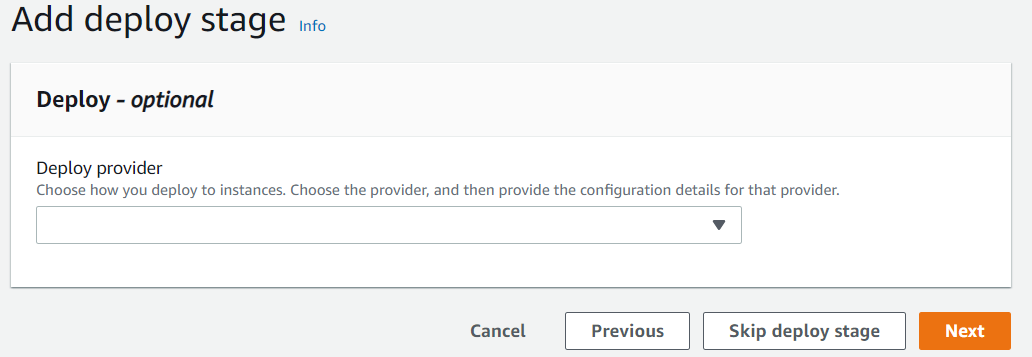 Add deploy stage Info
Deploy - optional
Deploy provider
Choose how you deploy to instances. Choose the provider, and then provide the configuration details for that provider.
Cancel Previous Skip deploy stage Next